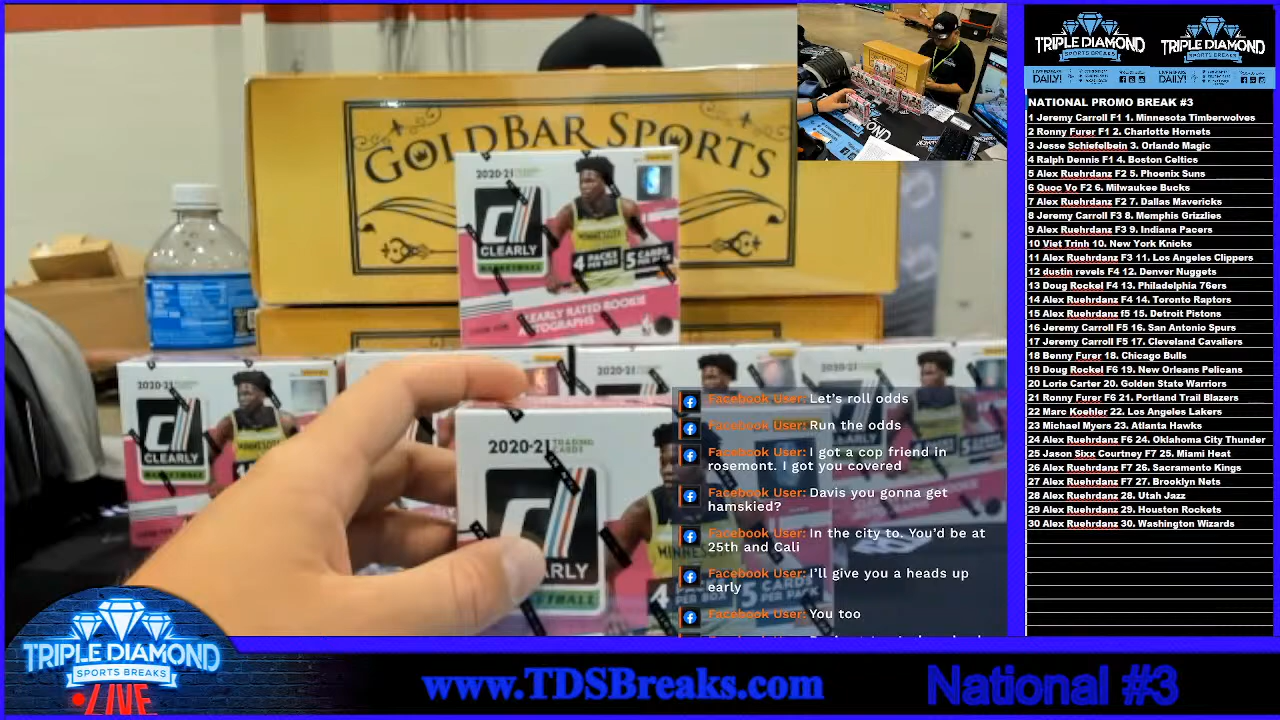 GOLDBAR SPORTS
2020-21
CLEARLY
BASKETBALL
MINNESOTA
4 PACKS PER BOX
5 CARDS PER PACK
CLEARLY RATED ROOKIE
AUTOGRAPHS
2020-21
CLEARLY
2020-21
2020-21
2020-21 TRADING CARDS
4
5 CARDS PER PACK
Facebook User: Let's roll odds
Facebook User: Run the odds
Facebook User: I got a cop friend in
rosemont. I got you covered
Facebook User: Davis you gonna get
hamskied?
Facebook User: In the city to. You'd be at
25th and Cali
Facebook User: I'll give you a heads up
early
Facebook User: You too
TRIPLE DIAMOND
SPORTS BREAKS
TRIPLE DIAMOND
SPORTS BREAKS
DAILY!
DAILY!
NATIONAL PROMO BREAK #3
1 Jeremy Carroll F1 1. Minnesota Timberwolves
2 Ronny Furer F1 2. Charlotte Hornets
3 Jesse Schiefelbein 3. Orlando Magic
4 Ralph Dennis F1 4. Boston Celtics
5 Alex Ruehrdanz F2 5. Phoenix Suns
6 Quoc Vo F2 6. Milwaukee Bucks
7 Alex Ruehrdanz F2 7. Dallas Mavericks
8 Jeremy Carroll F3 8. Memphis Grizzlies
9 Alex Ruehrdanz F3 9. Indiana Pacers
10 Viet Trinh 10. New York Knicks
11 Alex Ruehrdanz F3 11. Los Angeles Clippers
12 dustin revels F4 12. Denver Nuggets
13 Doug Rockel F4 13. Philadelphia 76ers
14 Alex Ruehrdanz F4 14. Toronto Raptors
15 Alex Ruehrdanz f5 15. Detroit Pistons
16 Jeremy Carroll F5 16. San Antonio Spurs
17 Jeremy Carroll F5 17. Cleveland Cavaliers
18 Benny Furer 18. Chicago Bulls
19 Doug Rockel F6 19. New Orleans Pelicans
20 Lorie Carter 20. Golden State Warriors
21 Ronny Furer F6 21. Portland Trail Blazers
22 Marc Koehler 22. Los Angeles Lakers
23 Michael Myers 23. Atlanta Hawks
24 Alex Ruehrdanz F6 24. Oklahoma City Thunder
25 Jason Sixx Courtney F7 25. Miami Heat
26 Alex Ruehrdanz F7 26. Sacramento Kings
27 Alex Ruehrdanz F7 27. Brooklyn Nets
28 Alex Ruehrdanz 28. Utah Jazz
29 Alex Ruehrdanz 29. Houston Rockets
30 Alex Ruehrdanz 30. Washington Wizards
TRIPLE DIAMOND
SPORTS BREAKS
LIVE
www.TDSBreaks.com
National #3